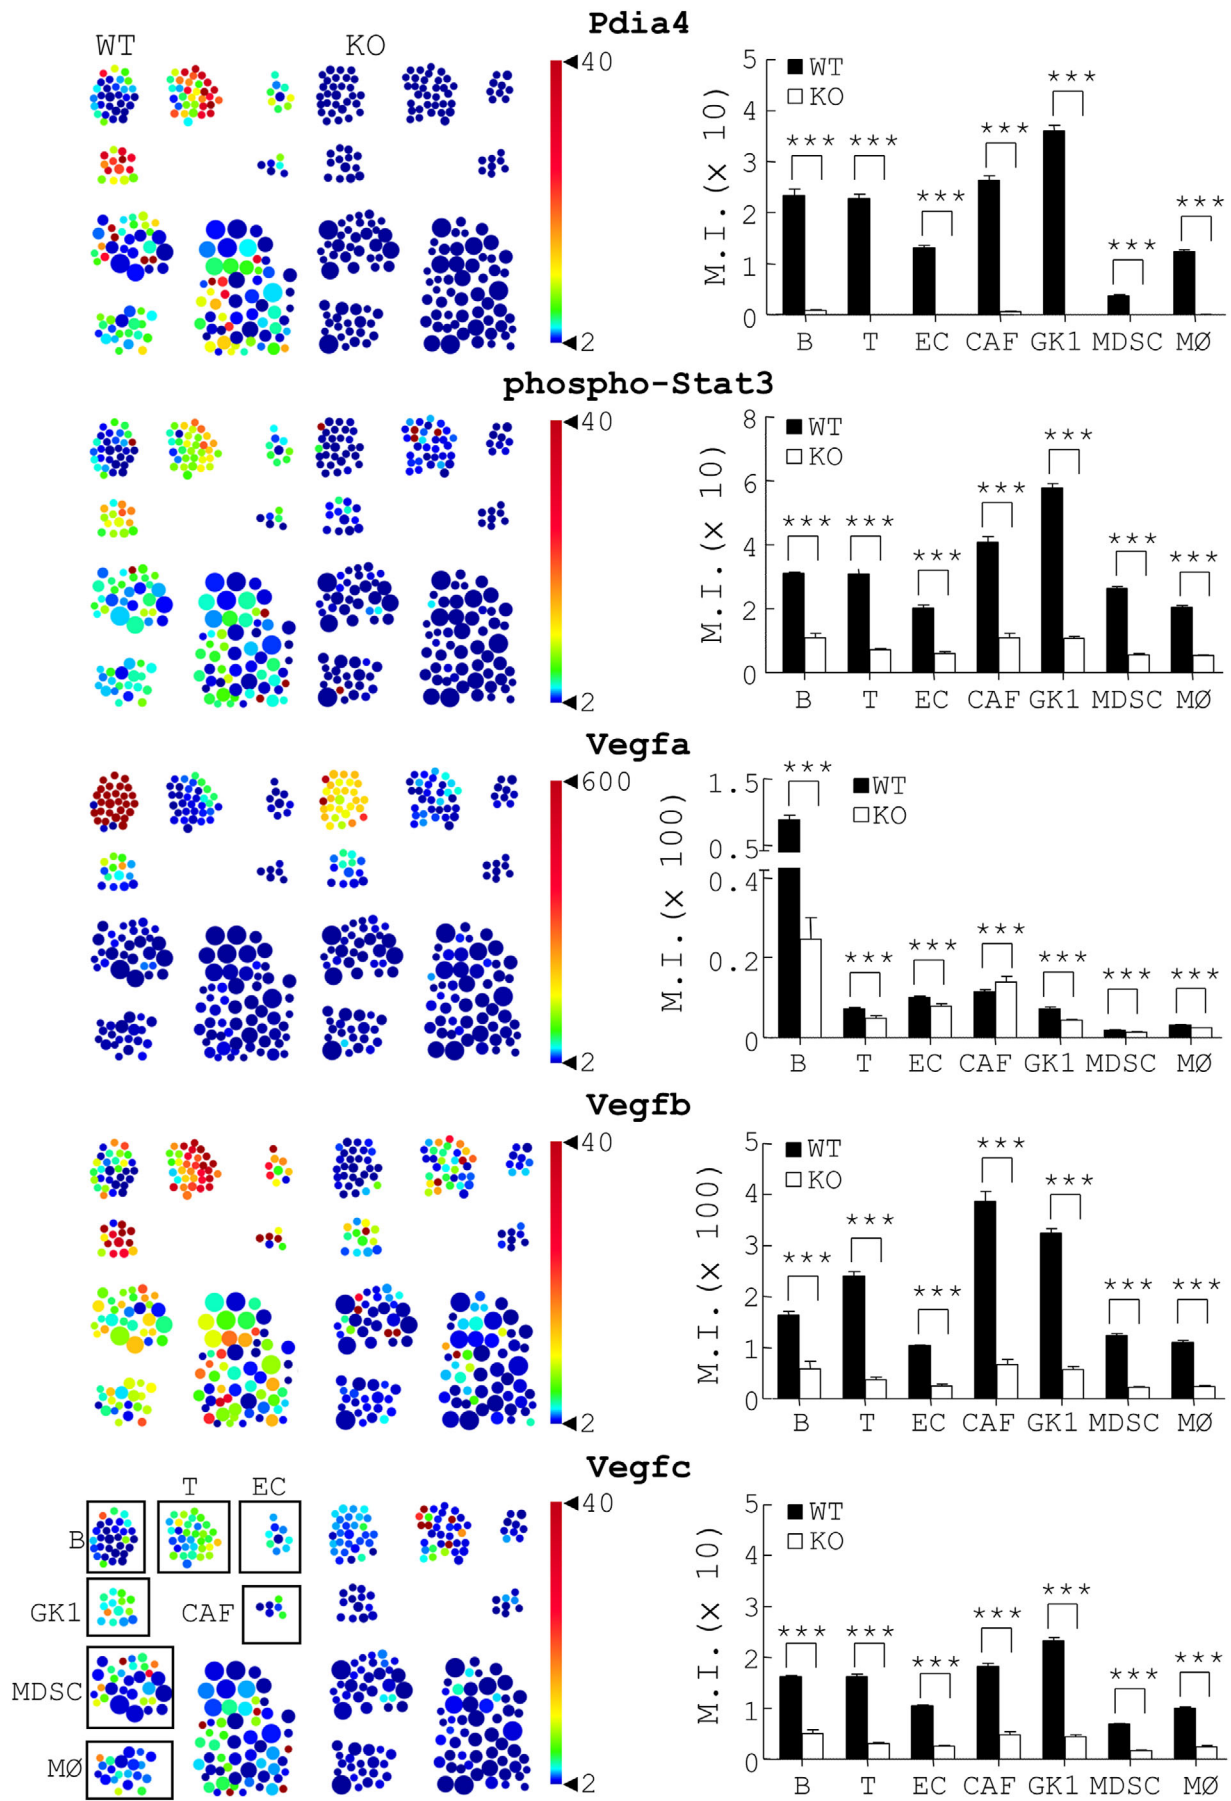 Pdia4
WT KO
40
2
M.I.(x 10)
5
4
3
2
1
0
WT
KO
*** *** *** *** *** *** ***
B T EC CAF GK1 MDSC MØ
phospho-Stat3
40
2
M.I.(x 10)
8
6
4
2
0
WT
KO
*** *** *** *** *** *** ***
B T EC CAF GK1 MDSC MØ
Vegfa
600
2
M.I.(x 100)
1.5
0.5
0.4
0.2
0
WT
KO
*** *** *** *** *** *** ***
B T EC CAF GK1 MDSC MØ
Vegfb
40
2
M.I.(x 100)
5
4
3
2
1
0
WT
KO
*** *** *** *** *** *** ***
B T EC CAF GK1 MDSC MØ
Vegfc
T EC
B
GK1 CAF
MDSC
MØ
40
2
M.I.(x 10)
5
4
3
2
1
0
WT
KO
*** *** *** *** *** *** ***
B T EC CAF GK1 MDSC MØ